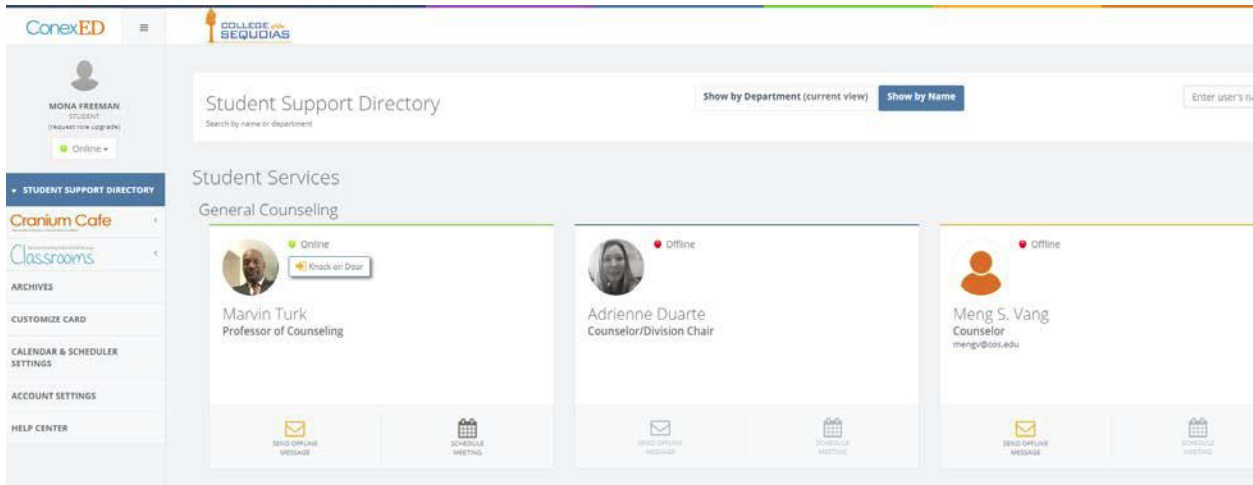 ConexED
COLLEGE of the
SEQUOIAS
MONA FREEMAN
STUDENT
(request role upgrade)
Online
STUDENT SUPPORT DIRECTORY
Cranium Cafe
Classrooms
ARCHIVES
CUSTOMIZE CARD
CALENDAR & SCHEDULER
SETTINGS
ACCOUNT SETTINGS
HELP CENTER
Student Support Directory
Search by name or department
Show by Department (current view)
Show by Name
Enter user's na
Student Services
General Counseling
Online
Knock on Door
Marvin Turk
Professor of Counseling
SEND OFFLINE
MESSAGE
SCHEDULE
MEETING
Offline
Adrienne Duarte
Counselor/Division Chair
SEND OFFLINE
MESSAGE
SCHEDULE
MEETING
Offline
Meng S. Vang
Counselor
mengv@cos.edu
SEND OFFLINE
MESSAGE
SCHEDULE
MEETING